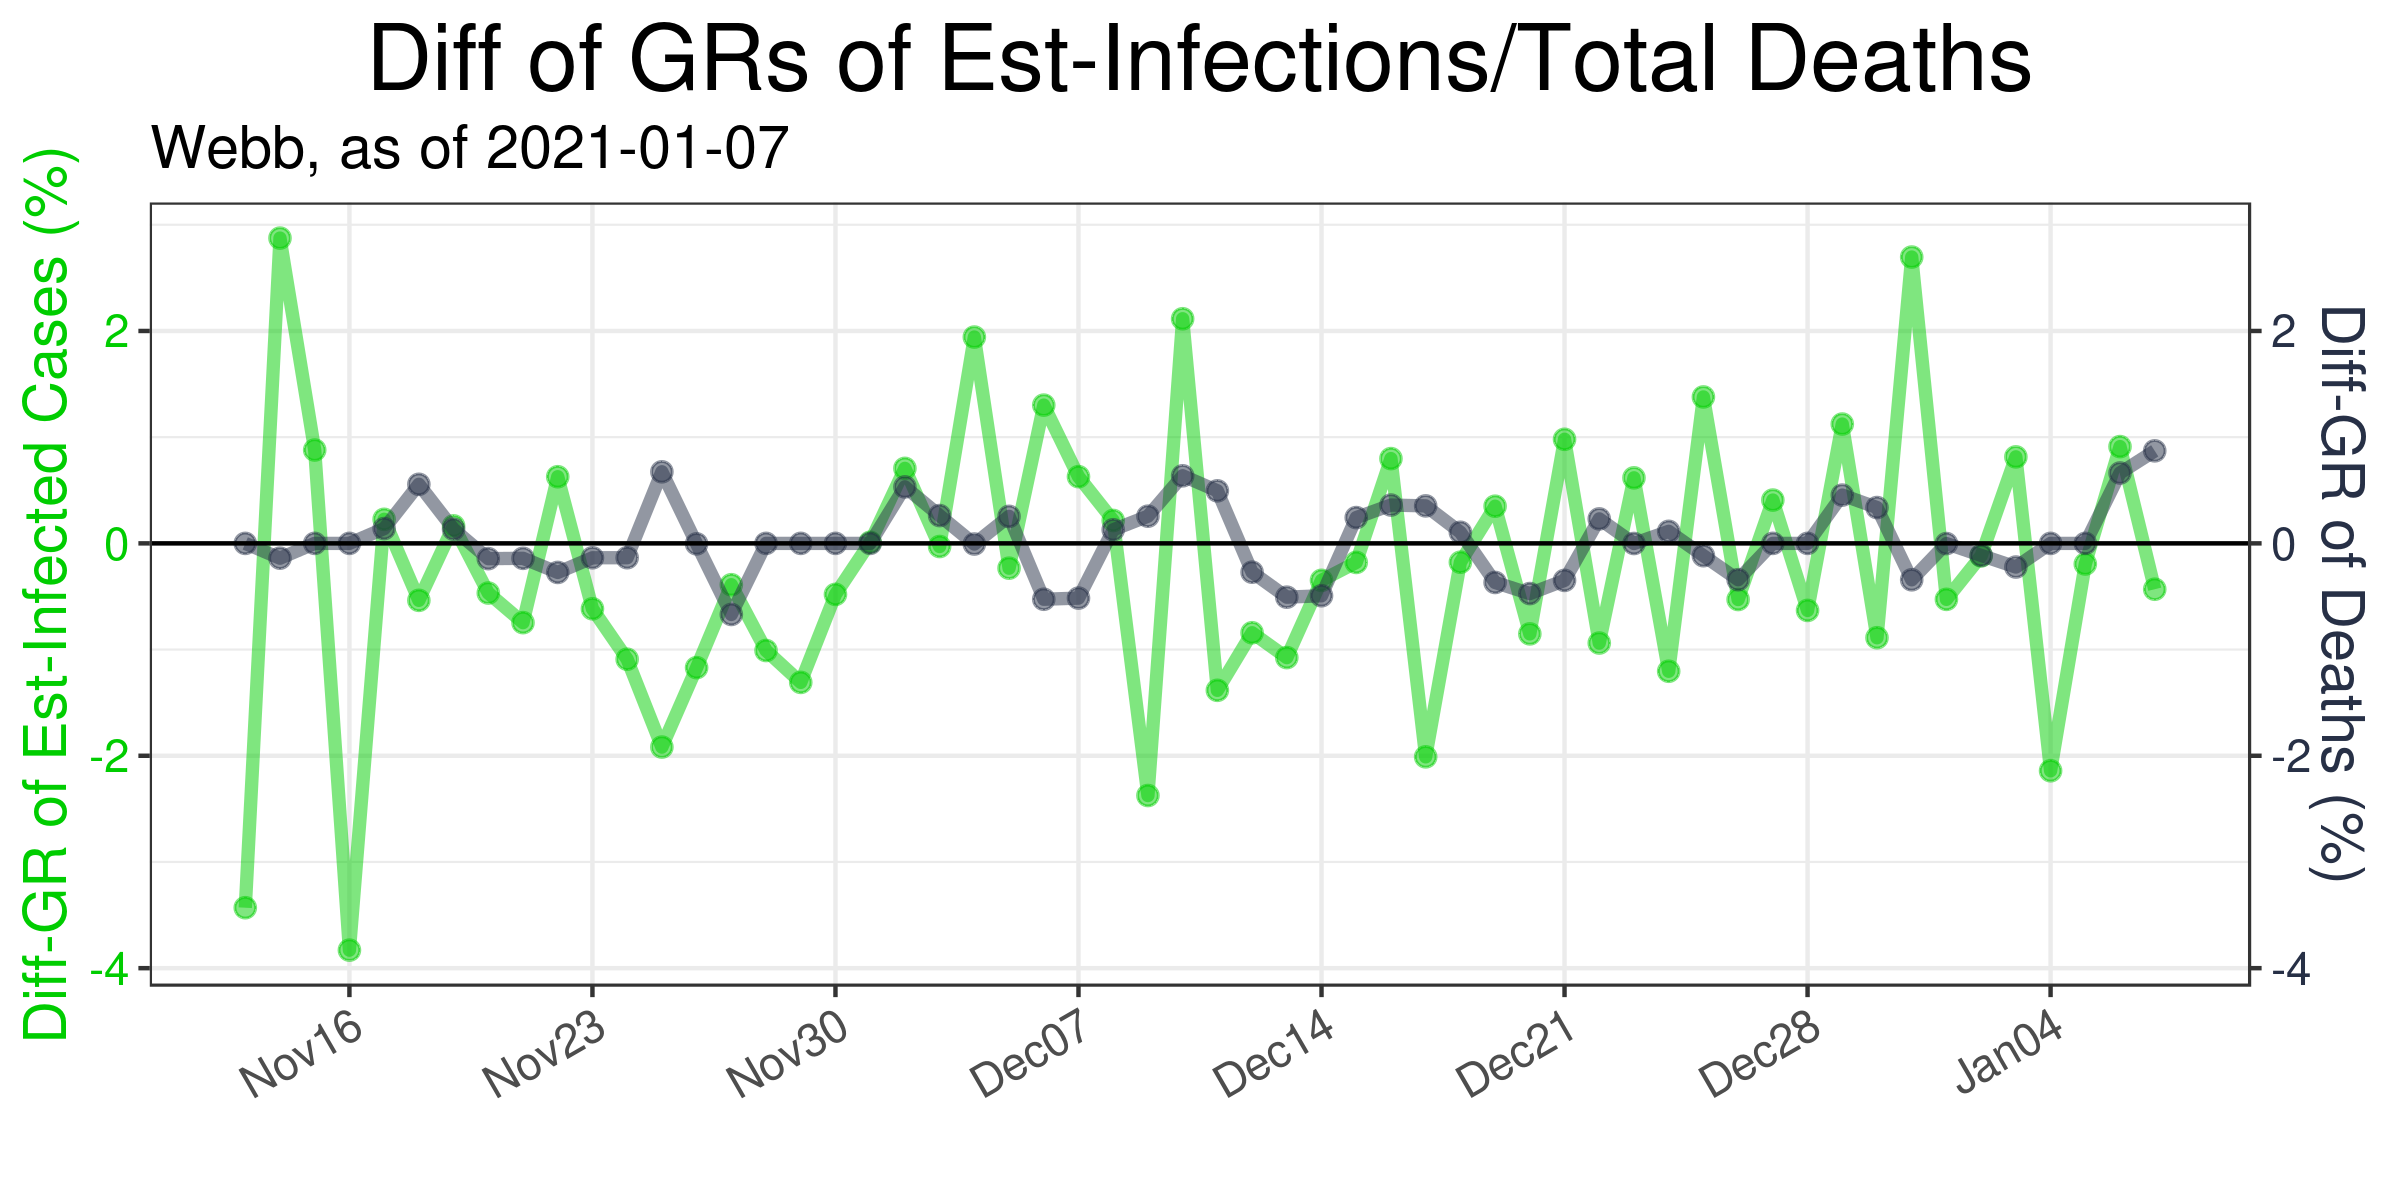 Diff of GRs of Est-Infections/Total Deaths
Webb, as of 2021-01-07
Diff-GR of Est-Infected Cases (%)
2
0
-2
-4
2
0
-2
-4
Diff-GR of Deaths (%)
Nov16
Nov23
Nov30
Dec07
Dec14
Dec21
Dec28
Jan04